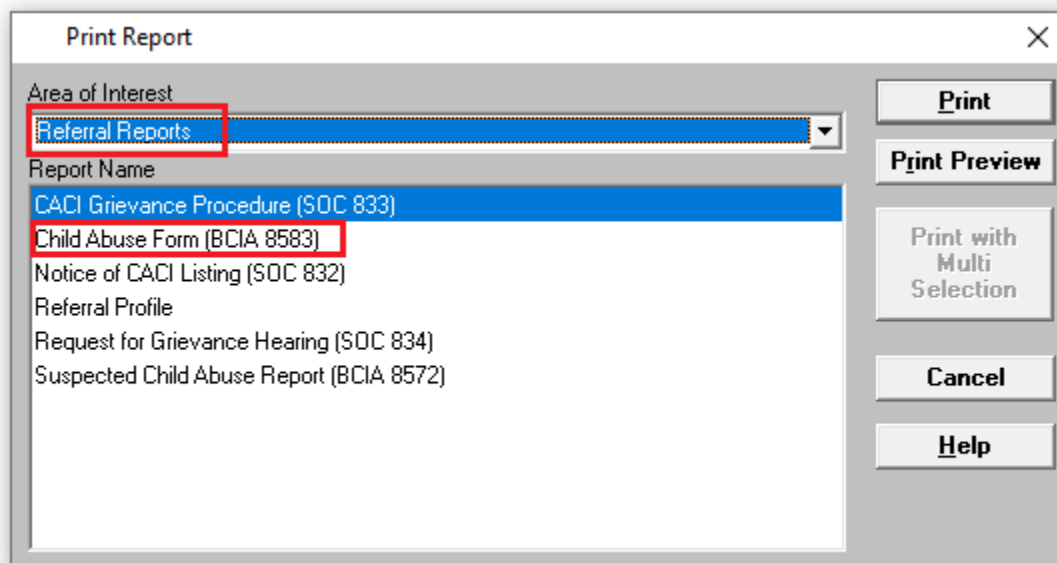 Print Report
Area of Interest
Referral Reports
Report Name
CACI Grievance Procedure (SOC 833)
Child Abuse Form (BCIA 8583)
Notice of CACI Listing (SOC 832)
Referral Profile
Request for Grievance Hearing (SOC 834)
Suspected Child Abuse Report (BCIA 8572)
Print
Print Preview
Print with
Multi
Selection
Cancel
Help